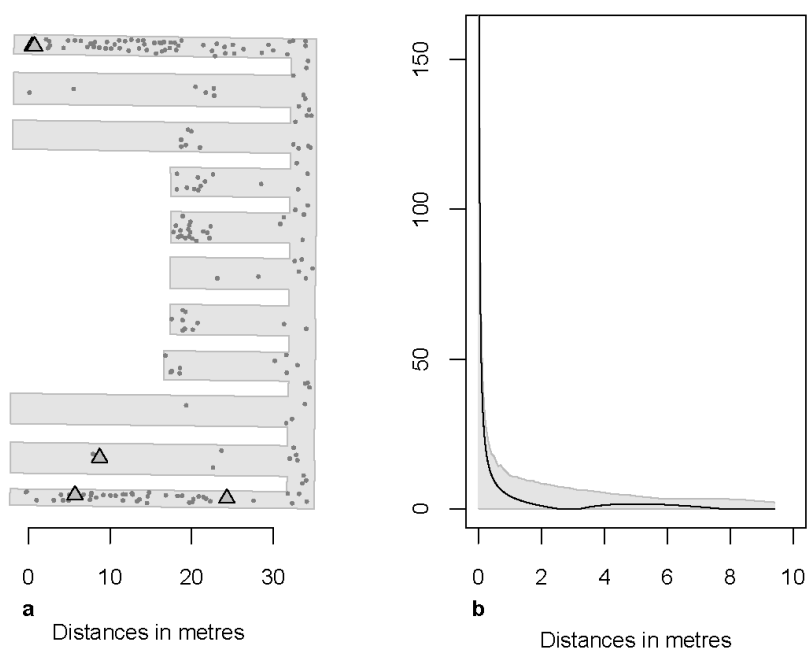 0 10 20 30
a
Distances in metres
0 50 100 150
0 2 4 6 8 10
b
Distances in metres